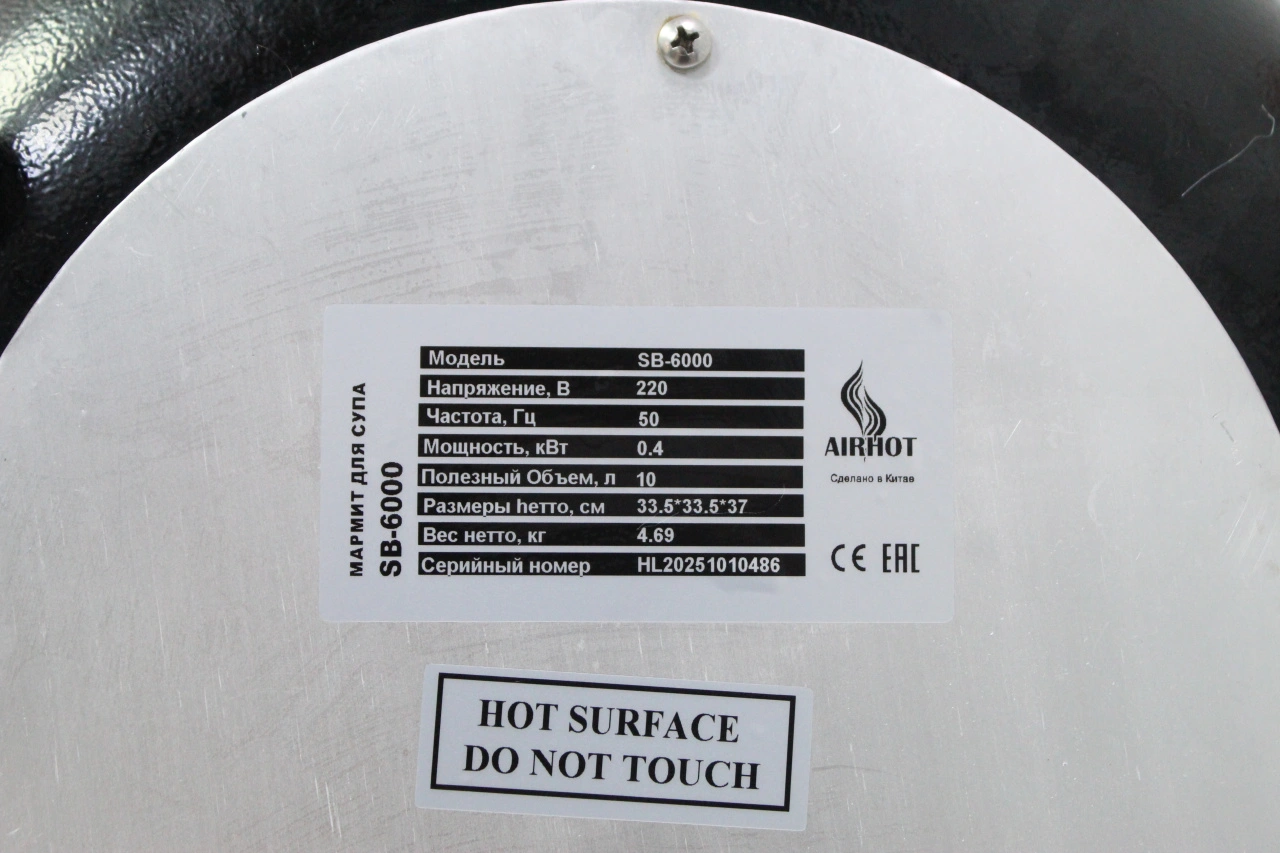 МАРМИТ ДЛЯ СУПА
SB-6000
Модель SB-6000
Напряжение, В 220
Частота, Гц 50
Мощность, кВт 0.4
Полезный Объем, л 10
Размеры hетто, см 33.5*33.5*37
Вес нетто, кг 4.69
Серийный номер HL20251010486
AIRHOT
Сделано в Китае
CE EAC
HOT SURFACE
DO NOT TOUCH